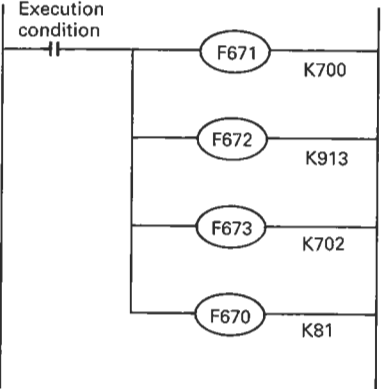 Execution
condition
F671
K700
F672
K913
F673
K702
F670
K81